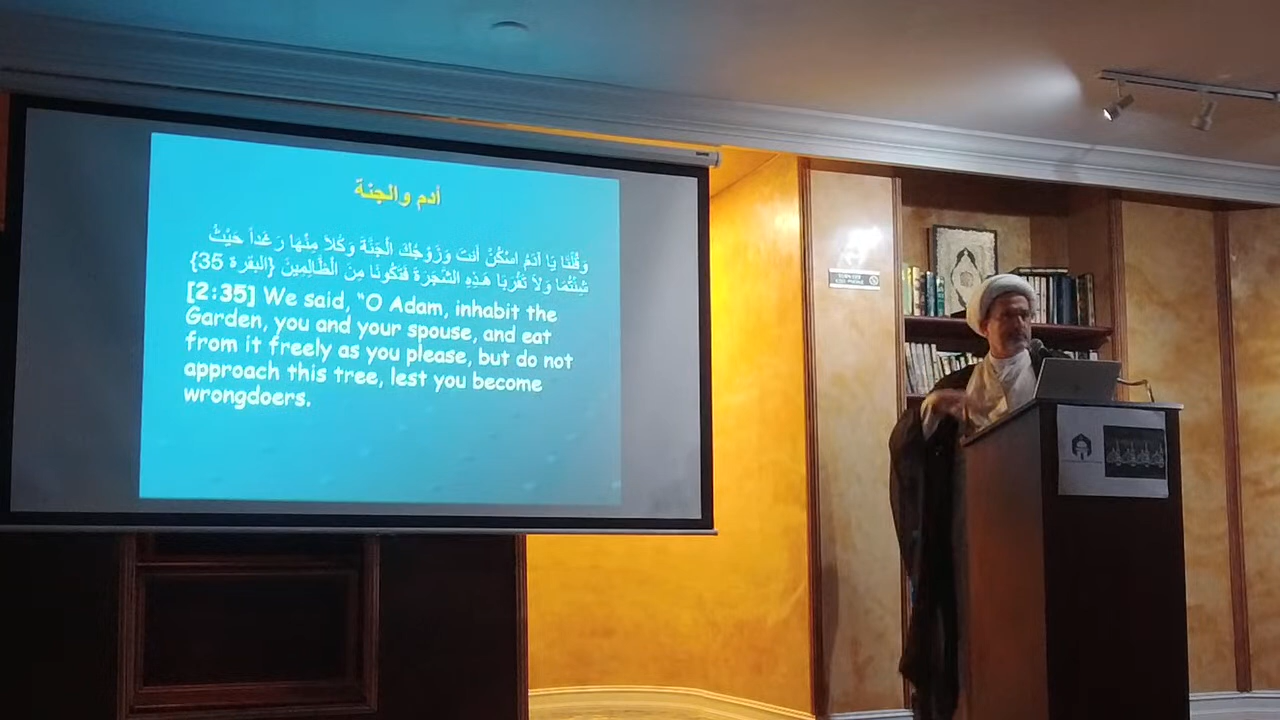 أدم والجنة
وَقُلْنَا يَا آدَمُ اسْكُنْ أَنتَ وَزَوْجُكَ الْجَنَّةَ وَكُلاَ مِنْهَا رَغَداً حَيْثُ
شِئْتُمَا وَلاَ تَقْرَبَا هَذِهِ الشَّجَرَةَ فَتَكُونَا مِنَ الْظَّالِمِينَ {البقرة 35}
[2:35] We said, “O Adam, inhabit the
Garden, you and your spouse, and eat
from it freely as you please, but do not
approach this tree, lest you become
wrongdoers.